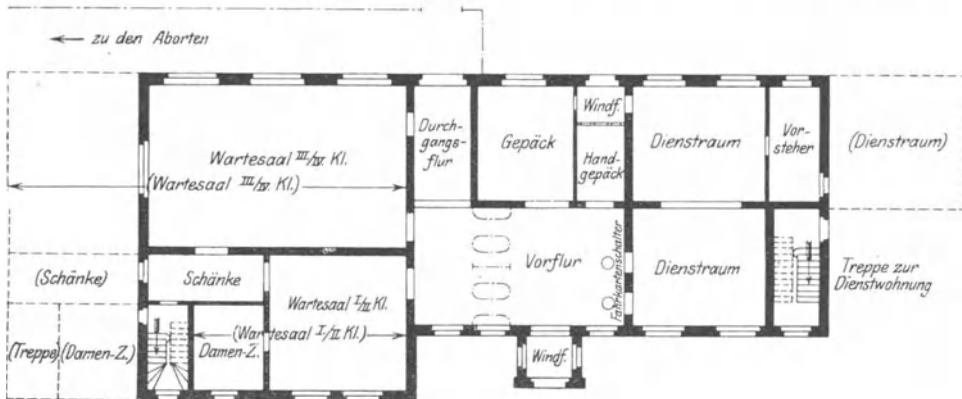 ← zu den Aborten
Wartesaal III/IV. Kl.
(Wartesaal III/IV. Kl.)
Durch-
gangs-
flur
Gepäck
Windf.
Hand-
gepäck
Dienstraum
Vor-
steher
(Dienstraum)
(Schänke)
Schänke
Wartesaal I/II Kl.
(Wartesaal I/II Kl.)
Vorflur
Fahrkartenschalter
Dienstraum
Treppe zur
Dienstwohnung
(Treppe)
(Damen-Z.)
Damen-Z.
Windf.